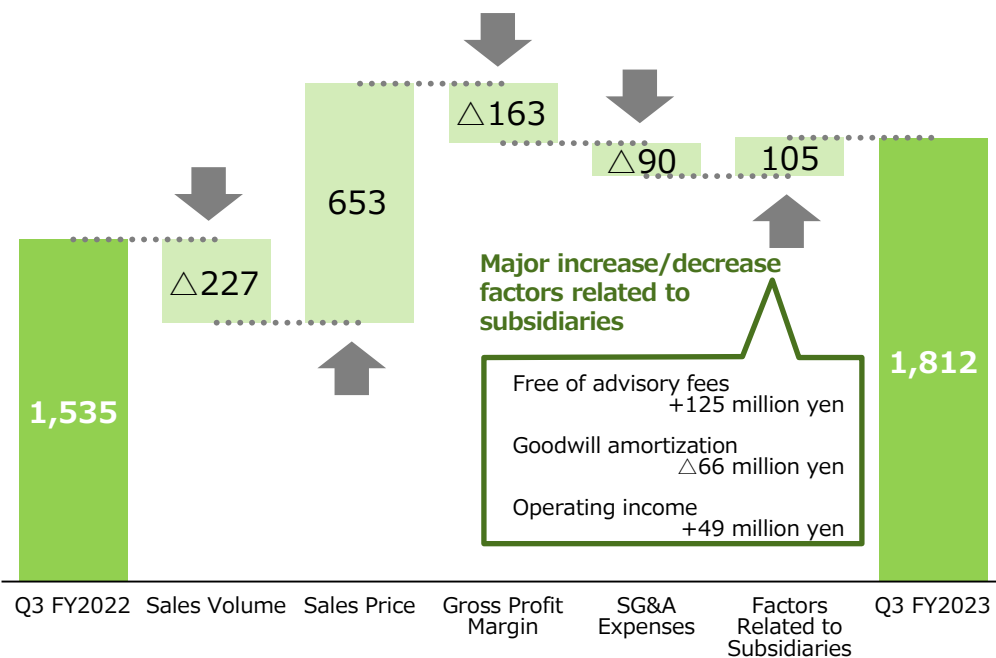 △163
△90
105
653
△227
Major increase/decrease
factors related to
subsidiaries
1,535
1,812
Free of advisory fees
+125 million yen
Goodwill amortization
△66 million yen
Operating income
+49 million yen
Q3 FY2022
Sales Volume
Sales Price
Gross Profit
Margin
SG&A
Expenses
Factors
Related to
Subsidiaries
Q3 FY2023